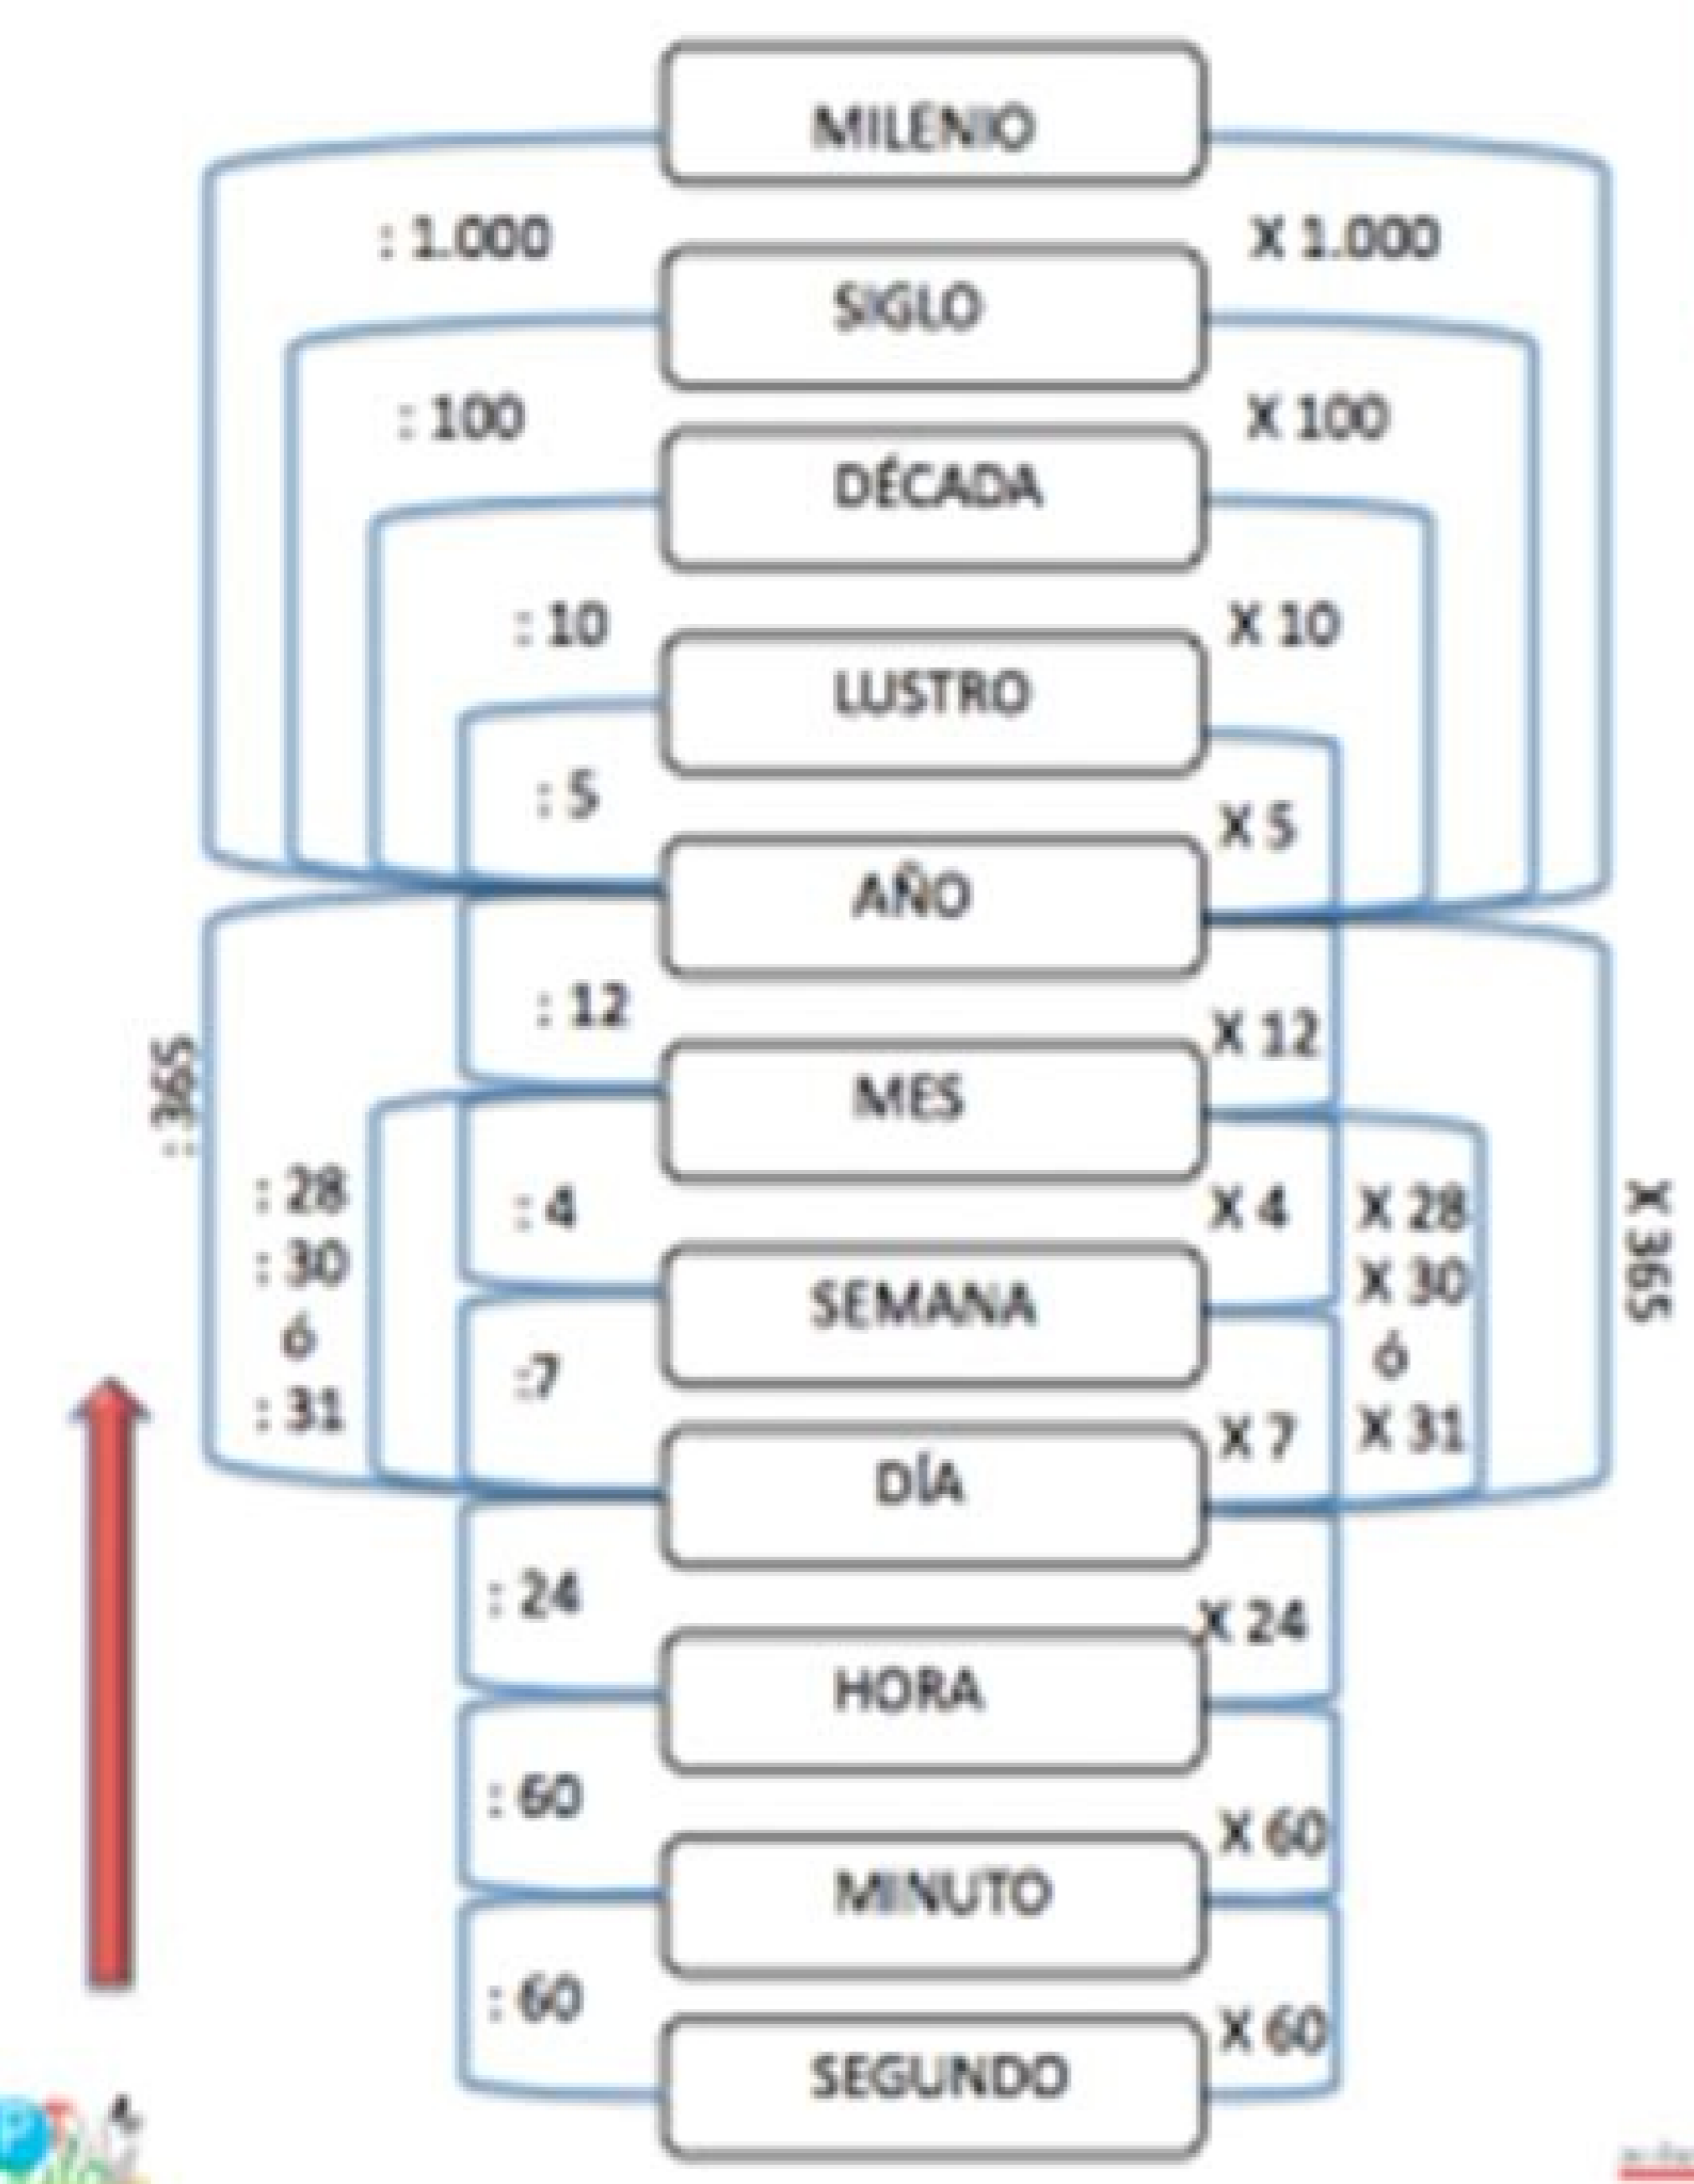 MILENIO
: 1.000
X 1.000
SIGLO
: 100
X 100
DÉCADA
: 10
X 10
LUSTRO
: 5
X 5
AÑO
: 12
X 12
: 365
X 365
MES
: 4
X 4
: 28
: 30
ó
: 31
X 28
X 30
ó
X 31
SEMANA
:7
X 7
DÍA
: 24
X 24
HORA
: 60
X 60
MINUTO
: 60
X 60
SEGUNDO